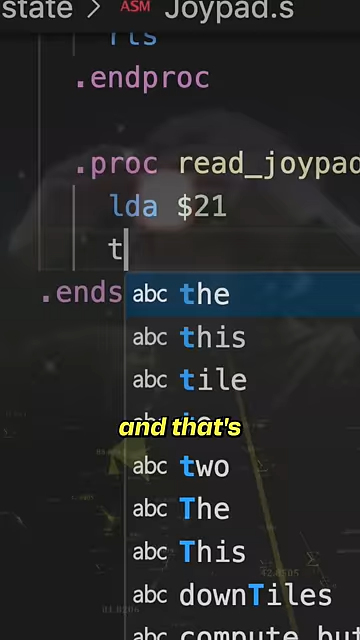 state > ASM Joypad.s
rts
.endproc
.proc read_joypad
lda $21
t
.ends
abc the
abc this
abc tile
and that's
abc two
abc The
abc This
abc downTiles